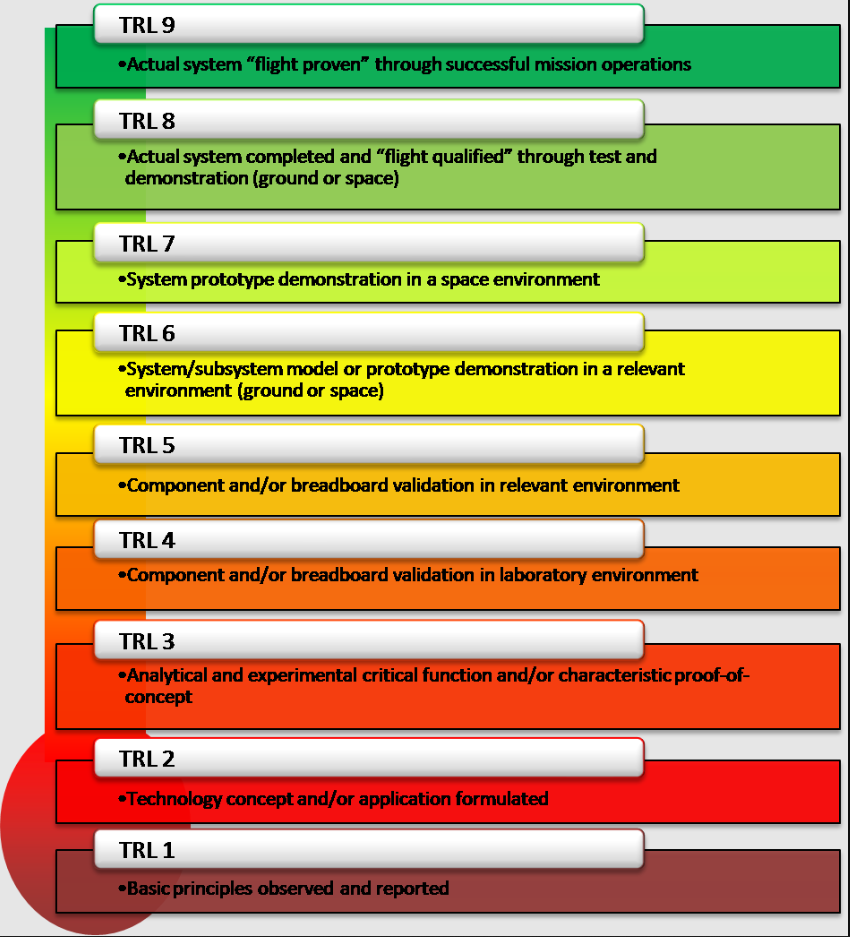 TRL 9
•Actual system “flight proven” through successful mission operations
TRL 8
•Actual system completed and “flight qualified” through test and
demonstration (ground or space)
TRL 7
•System prototype demonstration in a space environment
TRL 6
•System/subsystem model or prototype demonstration in a relevant
environment (ground or space)
TRL 5
•Component and/or breadboard validation in relevant environment
TRL 4
•Component and/or breadboard validation in laboratory environment
TRL 3
•Analytical and experimental critical function and/or characteristic proof-of-
concept
TRL 2
•Technology concept and/or application formulated
TRL 1
•Basic principles observed and reported